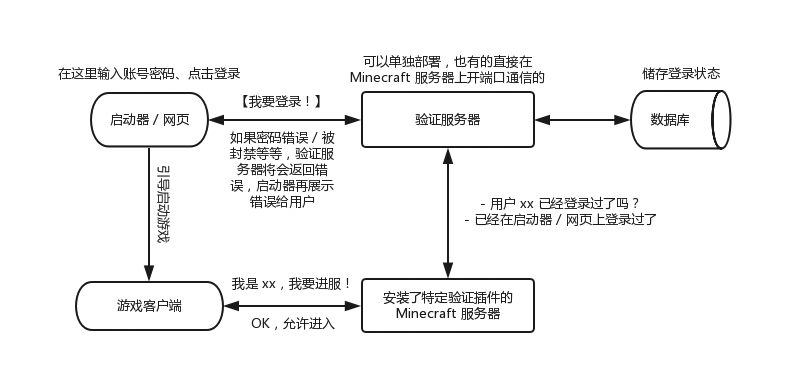 可以单独部署，也有的直接在
Minecraft 服务器上开端口通信的
在这里输入账号密码、点击登录
储存登录状态
启动器 / 网页
【我要登录！】
验证服务器
数据库
如果密码错误 / 被
封禁等等，验证服
务器将会返回错
误，启动器再展示
错误给用户
引导启动游戏
- 用户 xx 已经登录过了吗？
- 已经在启动器 / 网页上登录过了
游戏客户端
我是 xx，我要进服！
OK，允许进入
安装了特定验证插件的
Minecraft 服务器